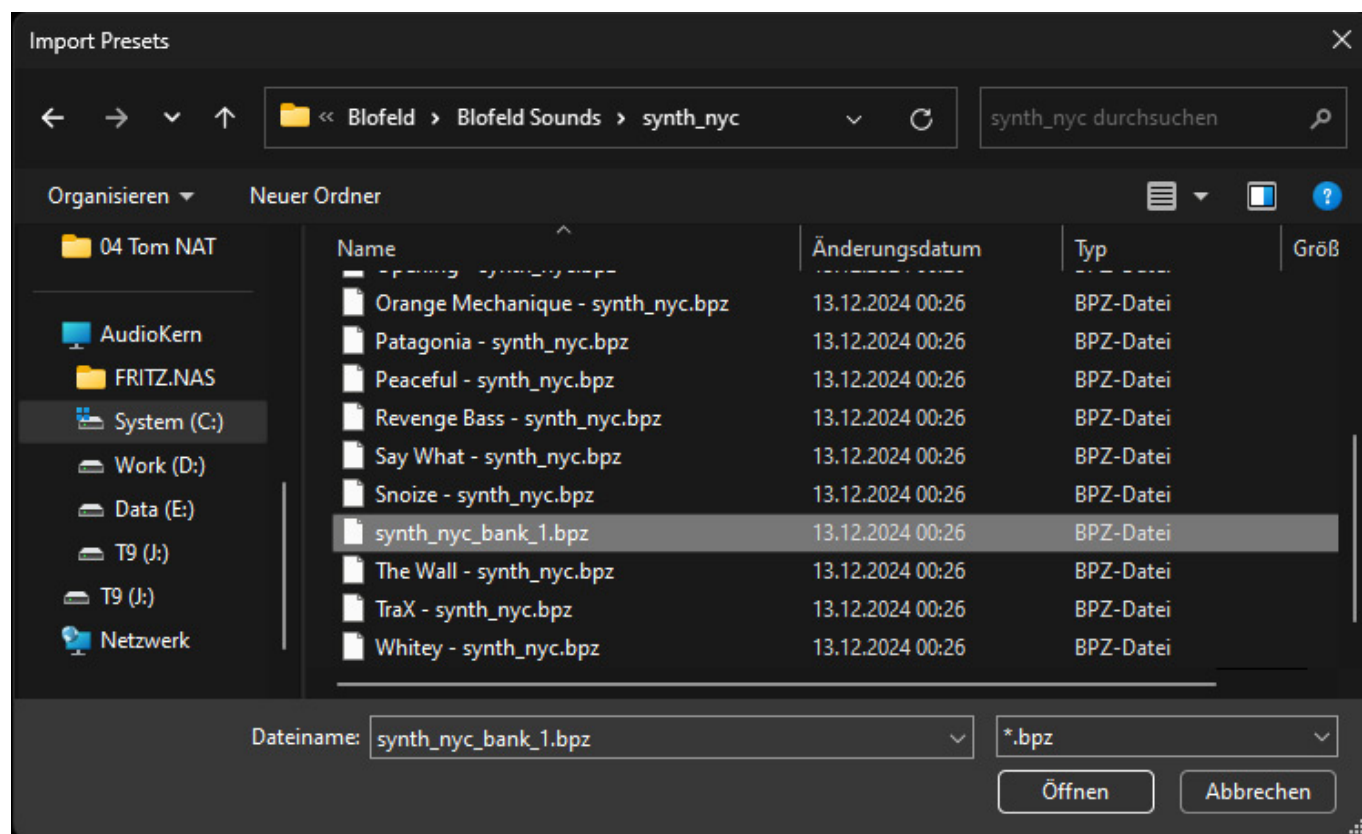 Import Presets
« Blofeld > Blofeld Sounds > synth_nyc
synth_nyc durchsuchen
Organisieren
Neuer Ordner
?
04 Tom NAT
AudioKern
FRITZ.NAS
System (C:)
Work (D:)
Data (E:)
T9 (J:)
T9 (J:)
Netzwerk
Name Änderungsdatum Typ Größ
Orange Mechanique - synth_nyc.bpz 13.12.2024 00:26 BPZ-Datei
Patagonia - synth_nyc.bpz 13.12.2024 00:26 BPZ-Datei
Peaceful - synth_nyc.bpz 13.12.2024 00:26 BPZ-Datei
Revenge Bass - synth_nyc.bpz 13.12.2024 00:26 BPZ-Datei
Say What - synth_nyc.bpz 13.12.2024 00:26 BPZ-Datei
Snoize - synth_nyc.bpz 13.12.2024 00:26 BPZ-Datei
synth_nyc_bank_1.bpz 13.12.2024 00:26 BPZ-Datei
The Wall - synth_nyc.bpz 13.12.2024 00:26 BPZ-Datei
TraX - synth_nyc.bpz 13.12.2024 00:26 BPZ-Datei
Whitey - synth_nyc.bpz 13.12.2024 00:26 BPZ-Datei
Dateiname: synth_nyc_bank_1.bpz
*.bpz
Öffnen
Abbrechen